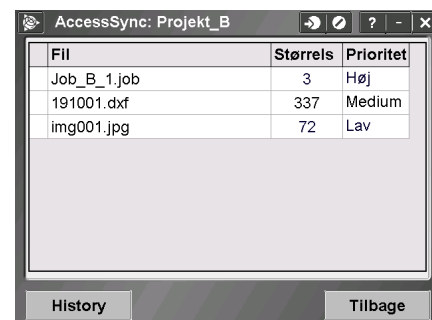 AccessSync: Projekt_B ? - X
Fil Størrels Prioritet
Job_B_1.job 3 Høj
191001.dxf 337 Medium
img001.jpg 72 Lav
History Tilbage